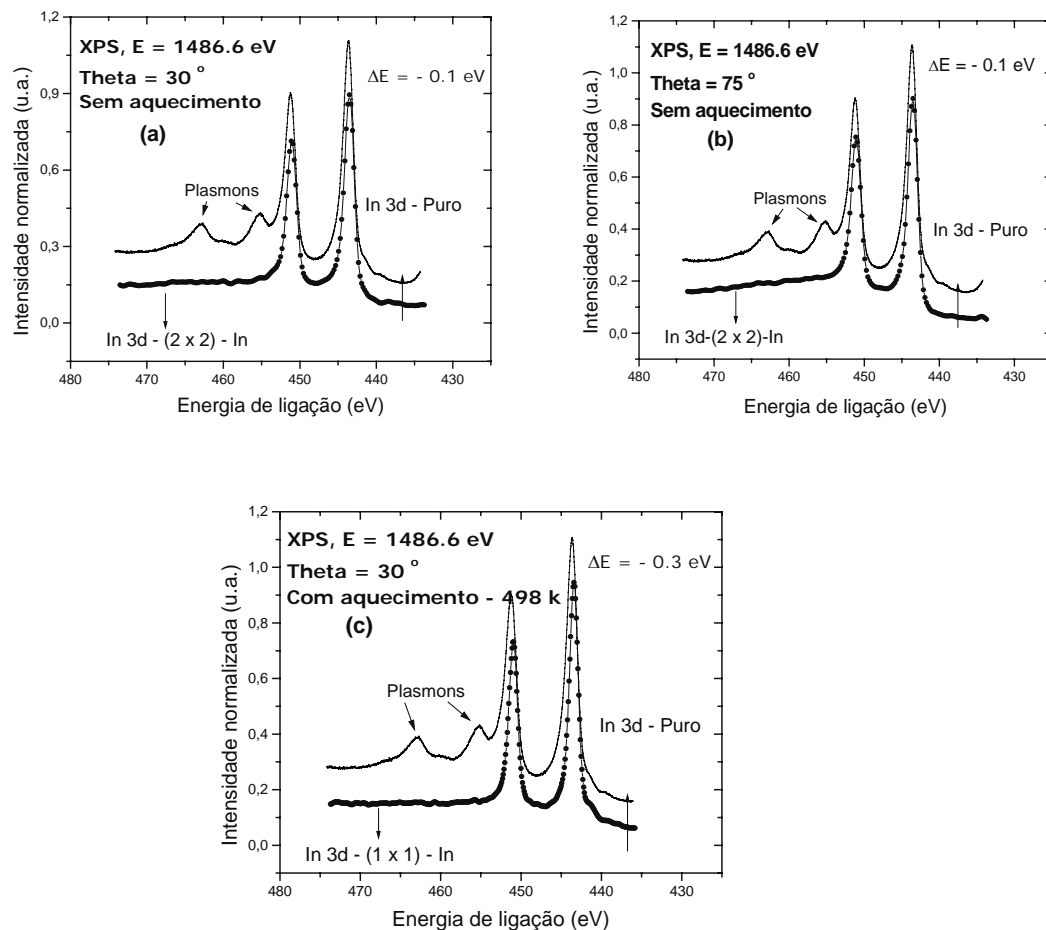 1,2
0,9
0,6
0,3
0,0
480 470 460 450 440 430
Intensidade normalizada (u.a.)
Energia de ligação (eV)
XPS, E = 1486.6 eV
Theta = 30 °
Sem aquecimento
(a)
ΔE = - 0.1 eV
Plasmons
In 3d - Puro
In 3d - (2 x 2) - In
1,2
1,0
0,8
0,6
0,4
0,2
0,0
480 470 460 450 440 430
Intensidade normalizada (u.a.)
Energia de ligação (eV)
XPS, E = 1486.6 eV
Theta = 75 °
Sem aquecimento
(b)
ΔE = - 0.1 eV
Plasmons
In 3d - Puro
In 3d-(2 x 2)-In
1,2
1,0
0,8
0,6
0,4
0,2
0,0
480 470 460 450 440 430
Intensidade normalizada (u.a.)
Energia de ligação (eV)
XPS, E = 1486.6 eV
Theta = 30 °
Com aquecimento - 498 k
(c)
ΔE = - 0.3 eV
Plasmons
In 3d - Puro
In 3d - (1 x 1) - In